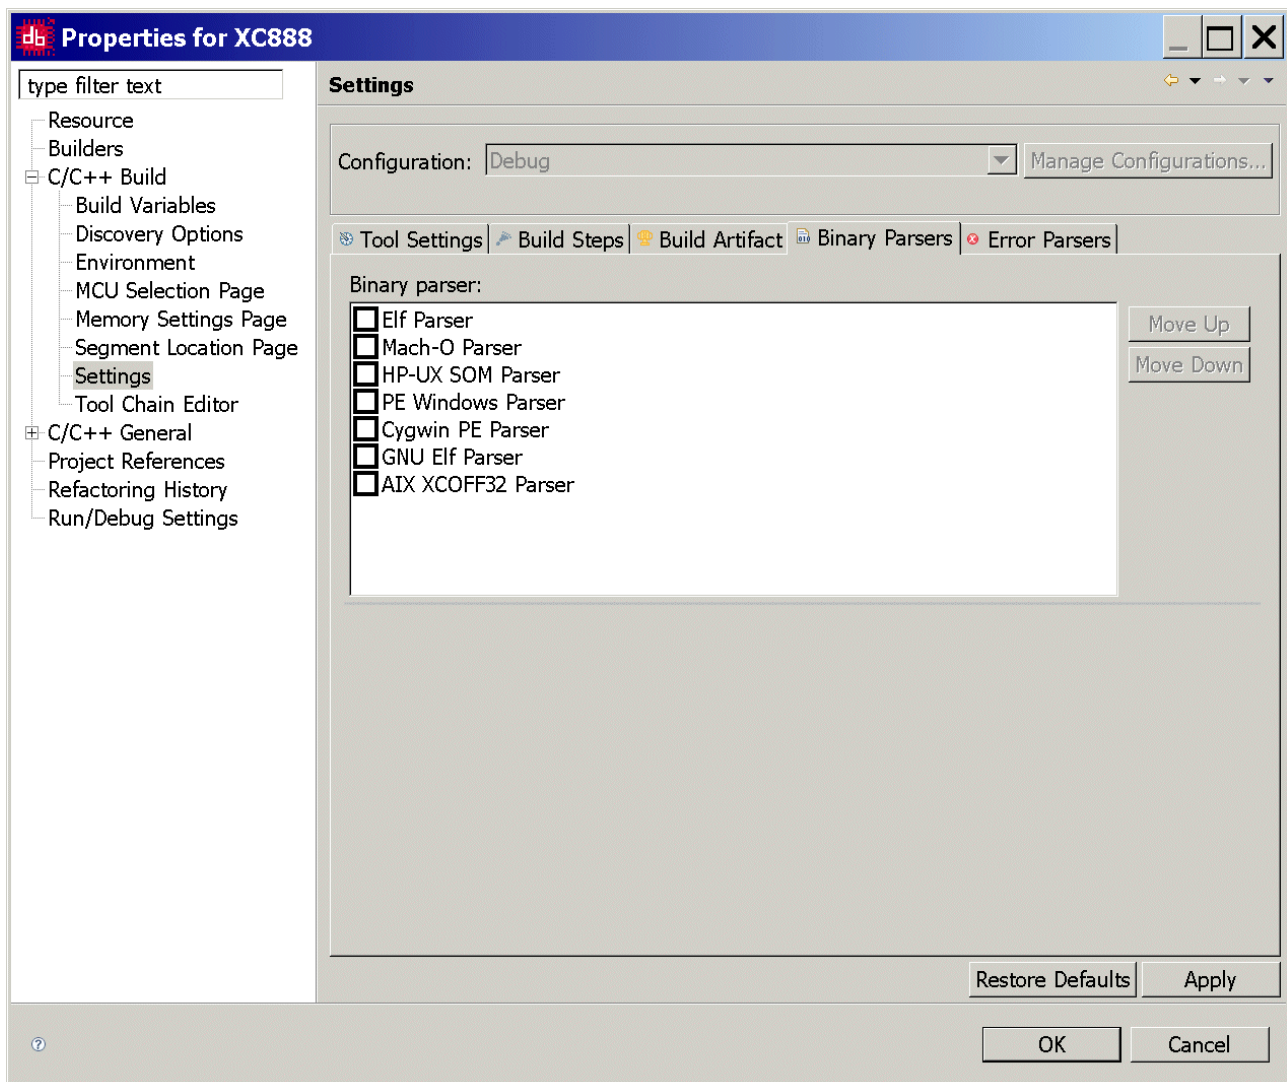 db Properties for XC888
type filter text
Resource
Builders
C/C++ Build
Build Variables
Discovery Options
Environment
MCU Selection Page
Memory Settings Page
Segment Location Page
Settings
Tool Chain Editor
C/C++ General
Project References
Refactoring History
Run/Debug Settings
Settings
Configuration: Debug Manage Configurations...
Tool Settings Build Steps Build Artifact 010 Binary Parsers Error Parsers
Binary parser:
Elf Parser
Mach-O Parser
HP-UX SOM Parser
PE Windows Parser
Cygwin PE Parser
GNU Elf Parser
AIX XCOFF32 Parser
Move Up
Move Down
Restore Defaults Apply
? OK Cancel